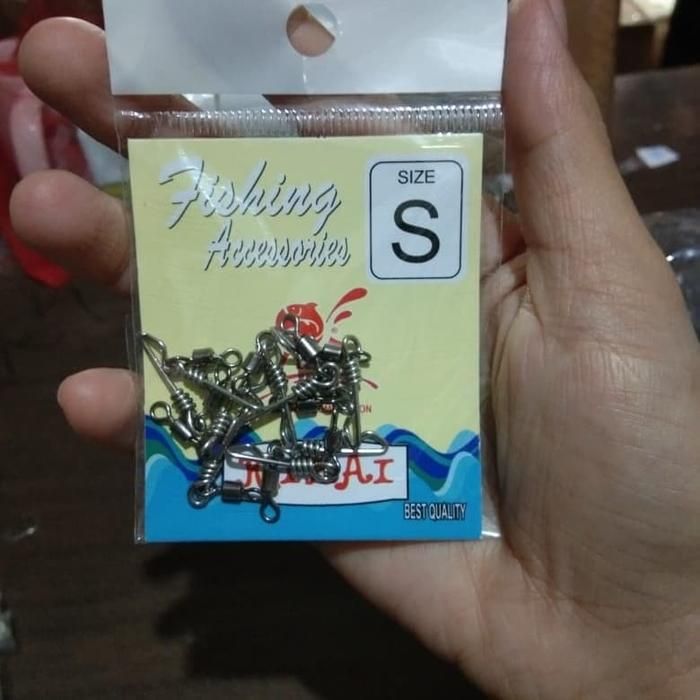 Fishing
Accessories
SIZE
S
BEST QUALITY